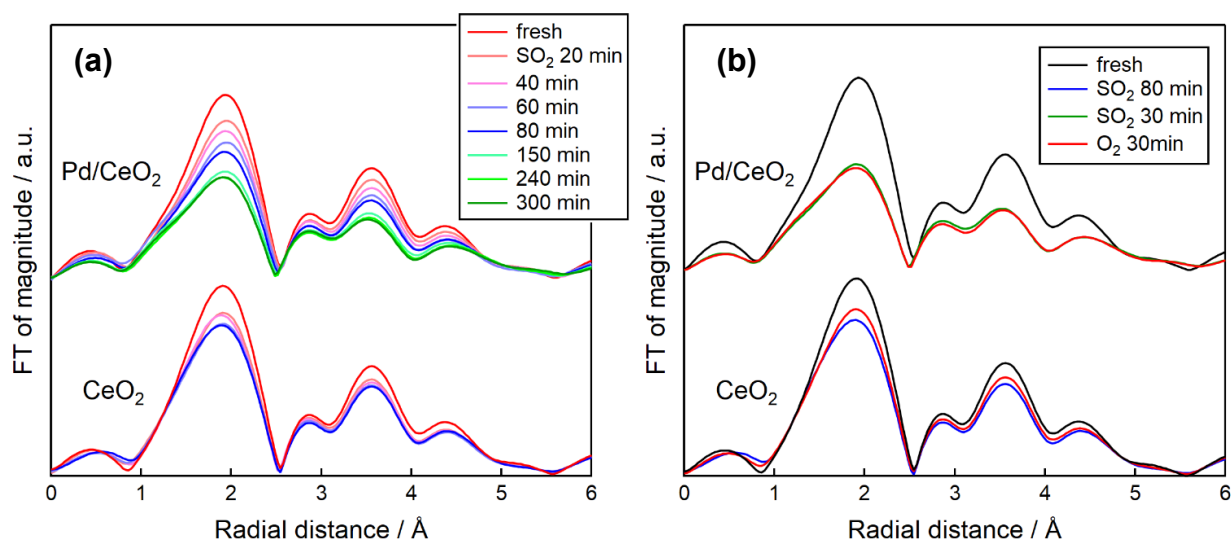 (a)
fresh
SO2 20 min
40 min
60 min
80 min
150 min
240 min
300 min
Pd/CeO2
CeO2
FT of magnitude / a.u.
0 1 2 3 4 5 6
Radial distance / Å
(b)
fresh
SO2 80 min
SO2 30 min
O2 30min
Pd/CeO2
CeO2
FT of magnitude / a.u.
0 1 2 3 4 5 6
Radial distance / Å